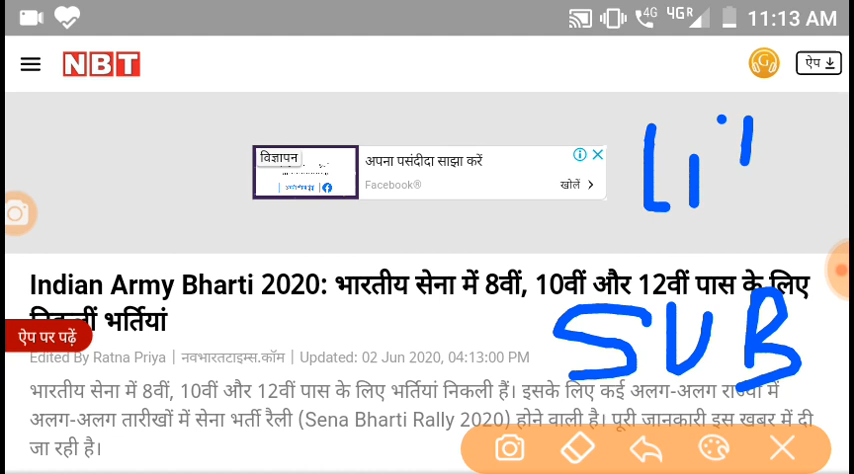 4G 4GR 11:13 AM
NBT G ऐप
विज्ञापन
अपना पसंदीदा साझा करें
Facebook® खोलें
Li'
Indian Army Bharti 2020: भारतीय सेना में 8वीं, 10वीं और 12वीं पास के लिए
निकलीं भर्तियां
SUB
ऐप पर पढ़ें
Edited By Ratna Priya | नवभारतटाइम्स.कॉम | Updated: 02 Jun 2020, 04:13:00 PM
भारतीय सेना में 8वीं, 10वीं और 12वीं पास के लिए भर्तियां निकली हैं। इसके लिए कई अलग-अलग राज्यों में
अलग-अलग तारीखों में सेना भर्ती रैली (Sena Bharti Rally 2020) होने वाली है। पूरी जानकारी इस खबर में दी
जा रही है।